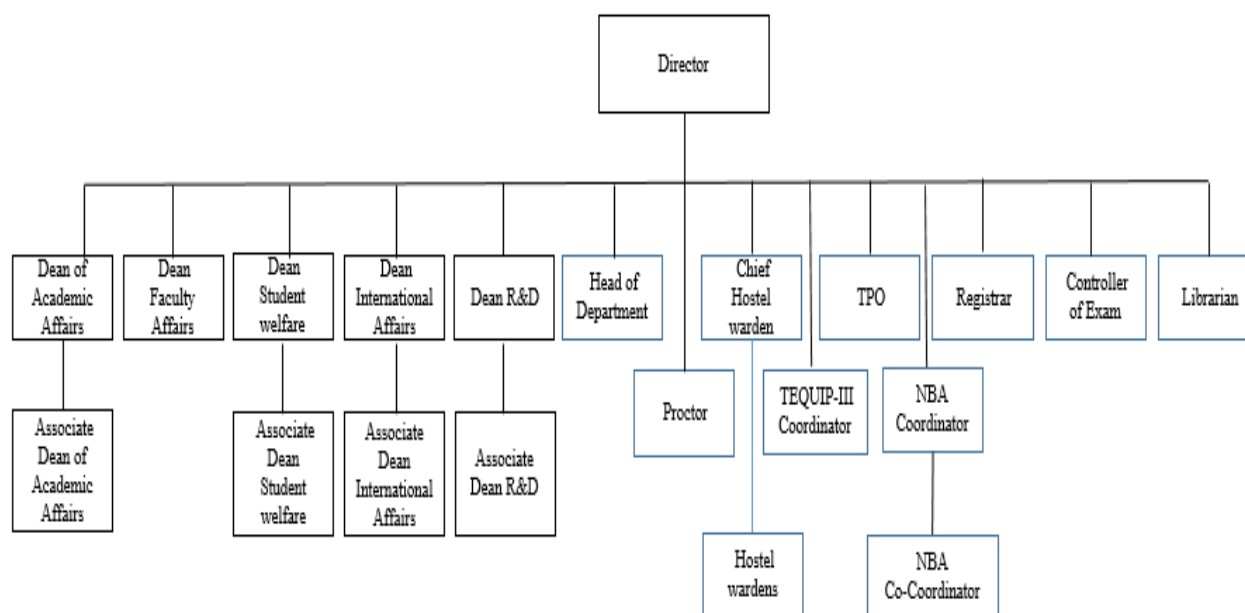 Director
Dean of
Academic
Affairs
Dean
Faculty
Affairs
Dean
Student
welfare
Dean
International
Affairs
Dean R&D
Head of
Department
Chief
Hostel
warden
TPO
Registrar
Controller
of Exam
Librarian
Proctor
TEQUIP-III
Coordinator
NBA
Coordinator
Associate
Dean of
Academic
Affairs
Associate
Dean
Student
welfare
Associate
Dean
International
Affairs
Associate
Dean R&D
Hostel
wardens
NBA
Co-Coordinator